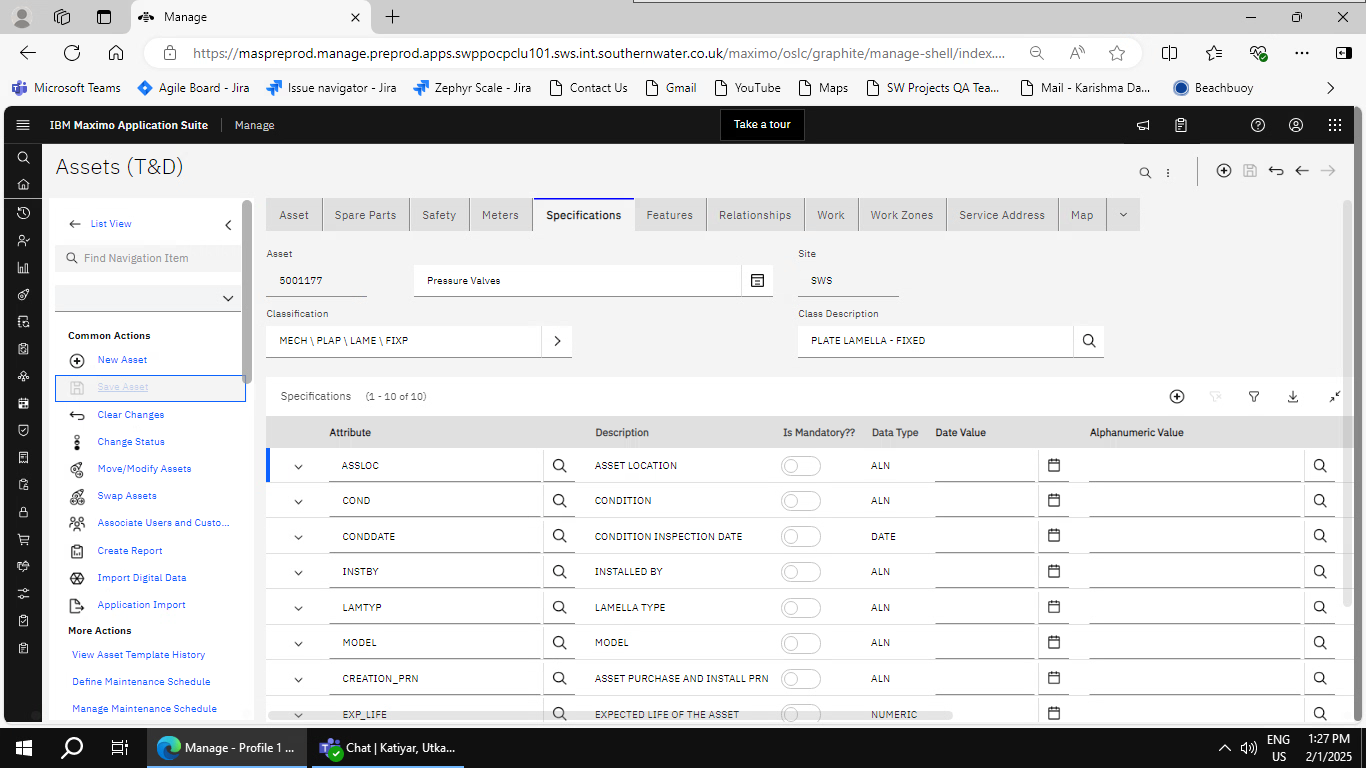 Manage
https://maspreprod.manage.preprod.apps.swppocpclu101.sws.int.southernwater.co.uk/maximo/oslc/graphite/manage-shell/index....
Microsoft Teams Agile Board - Jira Issue navigator - Jira Zephyr Scale - Jira Contact Us Gmail YouTube Maps SW Projects QA Tea... Mail - Karishma Da... Beachbuoy
IBM Maximo Application Suite Manage Take a tour
Assets (T&D)
List View
Find Navigation Item
Common Actions
New Asset
Save Asset
Clear Changes
Change Status
Move/Modify Assets
Swap Assets
Associate Users and Custo...
Create Report
Import Digital Data
Application Import
More Actions
View Asset Template History
Define Maintenance Schedule
Manage Maintenance Schedule
Asset Spare Parts Safety Meters Specifications Features Relationships Work Work Zones Service Address Map
Asset Site
5001177 Pressure Valves SWS
Classification Class Description
MECH \ PLAP \ LAME \ FIXP PLATE LAMELLA - FIXED
Specifications (1 - 10 of 10)
Attribute Description Is Mandatory?? Data Type Date Value Alphanumeric Value
ASSLOC ASSET LOCATION ALN
COND CONDITION ALN
CONDDATE CONDITION INSPECTION DATE DATE
INSTBY INSTALLED BY ALN
LAMTYP LAMELLA TYPE ALN
MODEL MODEL ALN
CREATION_PRN ASSET PURCHASE AND INSTALL PRN ALN
EXP_LIFE EXPECTED LIFE OF THE ASSET NUMERIC
Manage - Profile 1 ... Chat | Katiyar, Utka... ENG US 1:27 PM 2/1/2025